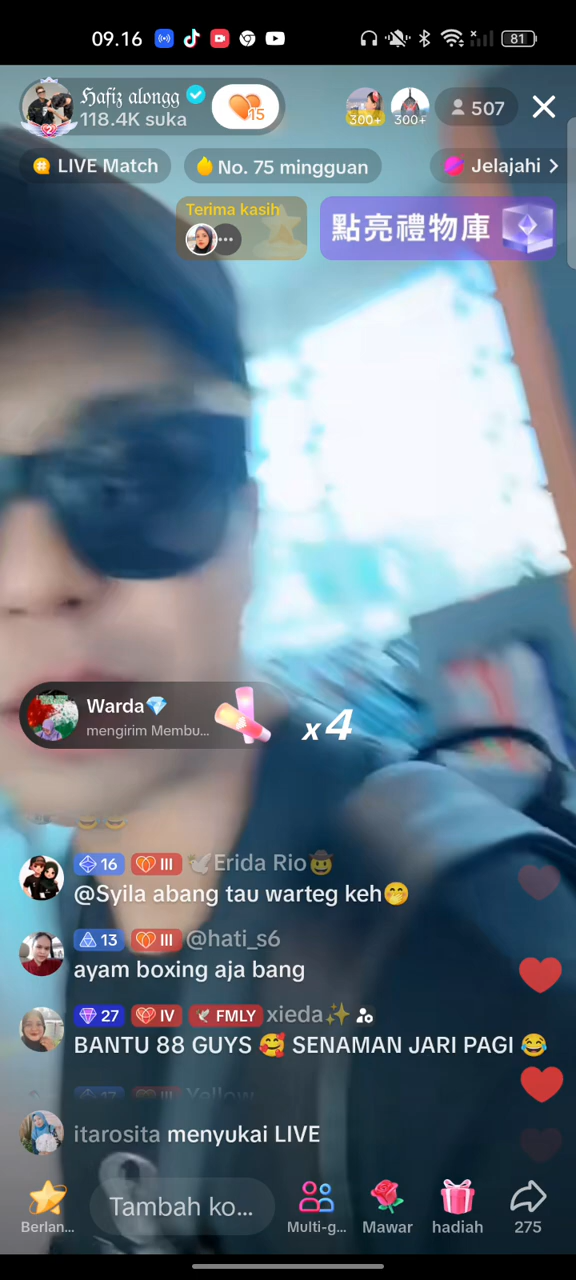 09.16
81
Hafiz alongg
118.4K suka
15
300+
300+
507
LIVE Match
No. 75 mingguan
Jelajahi
Terima kasih
點亮禮物庫
Warda💎
mengirim Membu...
x4
16 III 🕊️Erida Rio🤠
@Syila abang tau warteg keh🤭
13 III @hati_s6
ayam boxing aja bang
27 IV FMLY xieda✨
BANTU 88 GUYS 🥰 SENAMAN JARI PAGI 😂
17 III Yellow
itarosita menyukai LIVE
Berlan...
Tambah ko...
Multi-g...
Mawar
hadiah
275